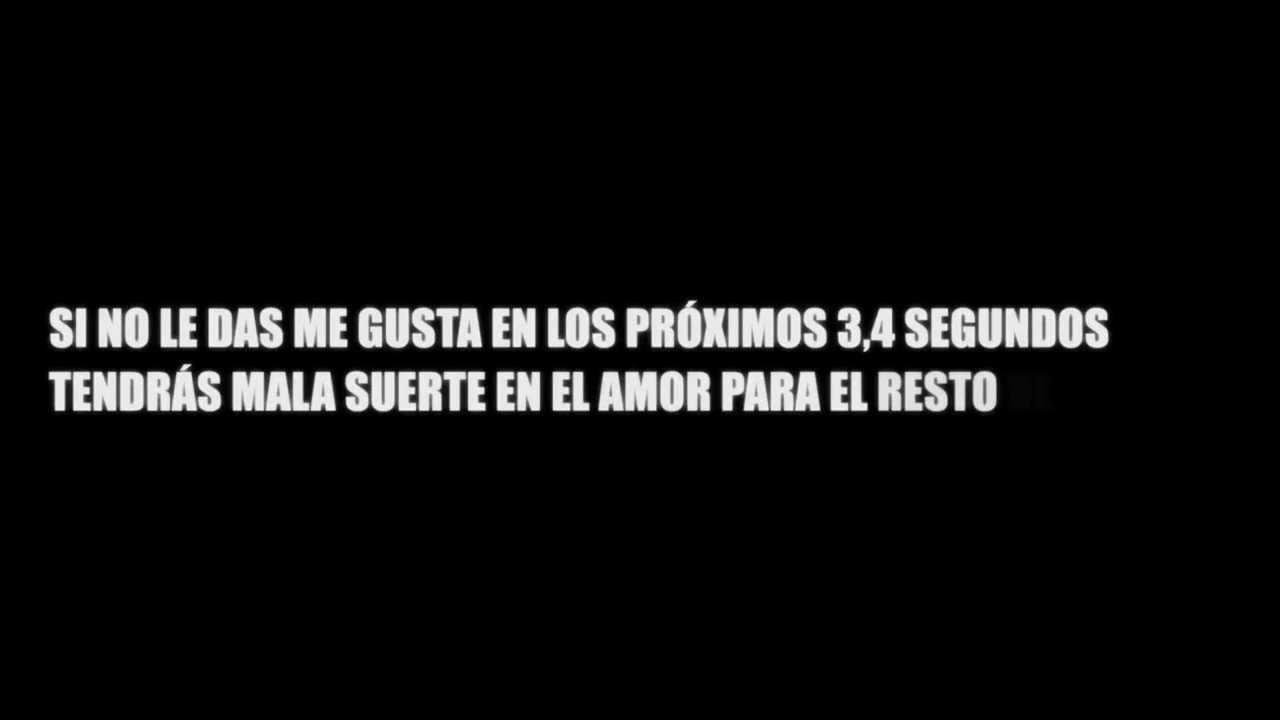 SI NO LE DAS ME GUSTA EN LOS PRÓXIMOS 3,4 SEGUNDOS
TENDRÁS MALA SUERTE EN EL AMOR PARA EL RESTO DE